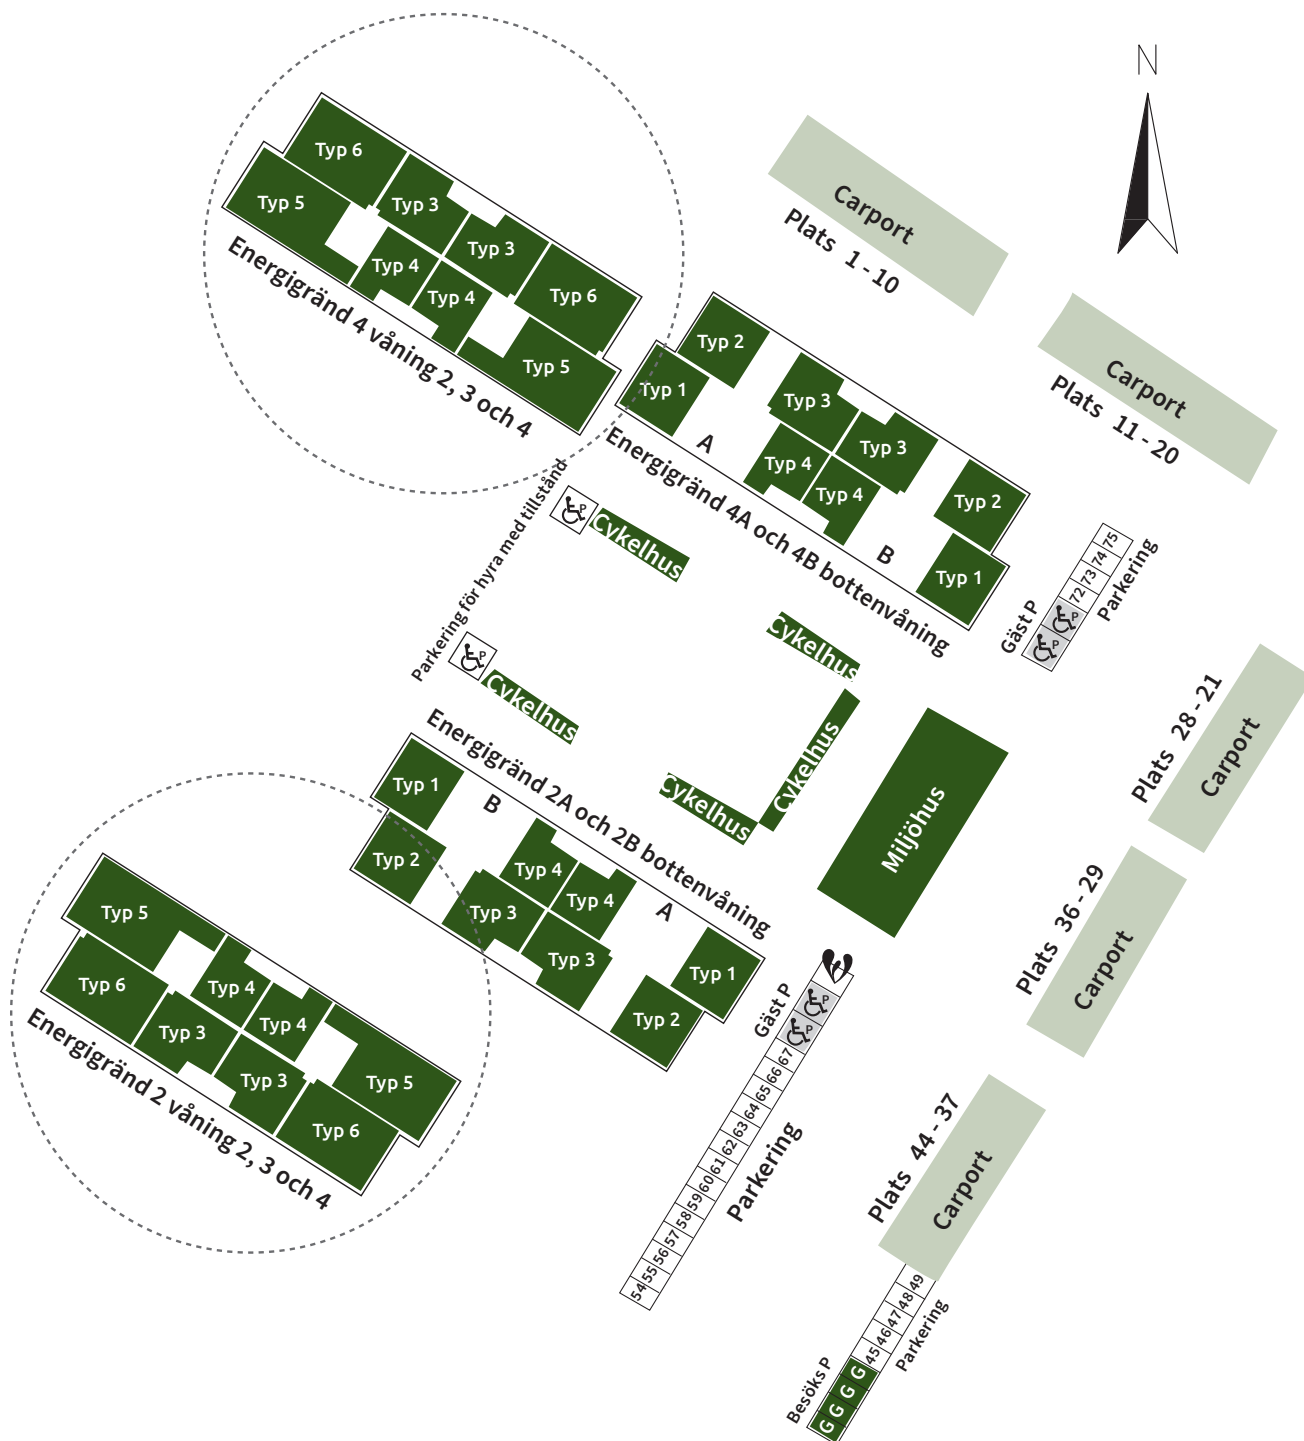 N
Typ 6
Typ 5
Typ 3
Typ 3
Typ 4
Typ 4
Typ 6
Typ 5
Energigränd 4 våning 2, 3 och 4
Carport
Plats 1 - 10
Carport
Plats 11 - 20
Typ 2
Typ 1
A
Typ 3
Typ 3
Typ 4
Typ 4
B
Typ 2
Typ 1
Energigränd 4A och 4B bottenvåning
Parkering för hyra med tillstånd
P
Cykelhus
P
Cykelhus
Cykelhus
Cykelhus
Cykelhus
Miljöhus
75
74
73
72
P
P
Gäst P
Parkering
Plats 28 - 21
Carport
Plats 36 - 29
Carport
Plats 44 - 37
Carport
Energigränd 2A och 2B bottenvåning
Typ 1
B
Typ 2
Typ 4
Typ 4
Typ 3
Typ 3
A
Typ 1
Typ 2
Typ 5
Typ 6
Typ 4
Typ 4
Typ 3
Typ 3
Typ 5
Typ 6
Energigränd 2 våning 2, 3 och 4
Gäst P
P
P
67
66
65
64
63
62
61
60
59
58
57
56
55
54
Parkering
49
48
47
46
45
Parkering
Besöks P
G
G
G
G